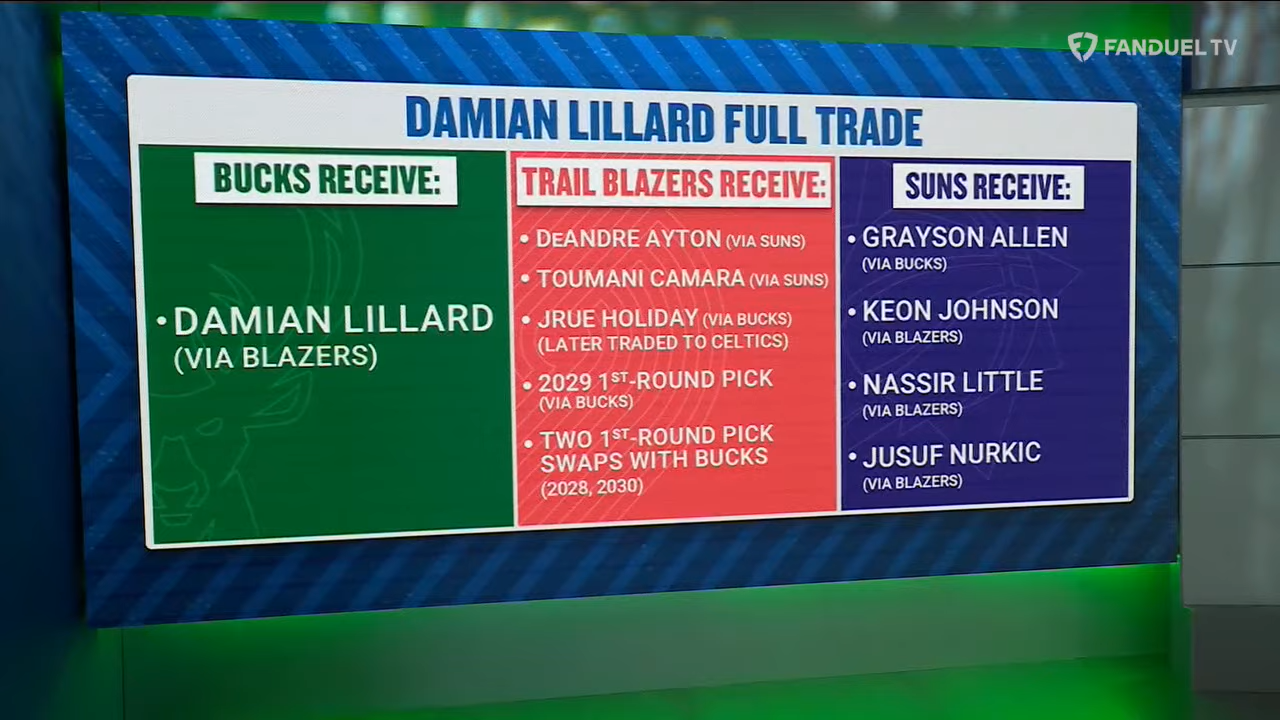 FANDUEL TV
DAMIAN LILLARD FULL TRADE
BUCKS RECEIVE:
• DAMIAN LILLARD
(VIA BLAZERS)
TRAIL BLAZERS RECEIVE:
• DEANDRE AYTON (VIA SUNS)
• TOUMANI CAMARA (VIA SUNS)
• JRUE HOLIDAY (VIA BUCKS)
(LATER TRADED TO CELTICS)
• 2029 1ST-ROUND PICK
(VIA BUCKS)
• TWO 1ST-ROUND PICK
SWAPS WITH BUCKS
(2028, 2030)
SUNS RECEIVE:
• GRAYSON ALLEN
(VIA BUCKS)
• KEON JOHNSON
(VIA BLAZERS)
• NASSIR LITTLE
(VIA BLAZERS)
• JUSUF NURKIC
(VIA BLAZERS)